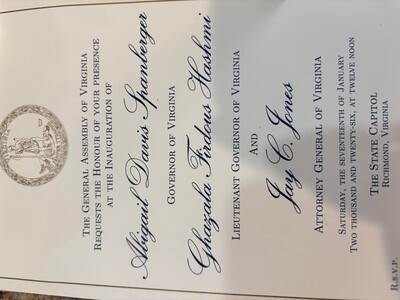 The General Assembly of Virginia
Requests the Honour of your presence
at the Inauguration of
Abigail Davis Spanberger
Governor of Virginia
Ghazala Firdous Hashmi
Lieutenant Governor of Virginia
And
Jay C. Jones
Attorney General of Virginia
Saturday, the seventeenth of January
Two thousand and twenty-six, at twelve noon
The State Capitol
Richmond, Virginia
R.s.v.p.